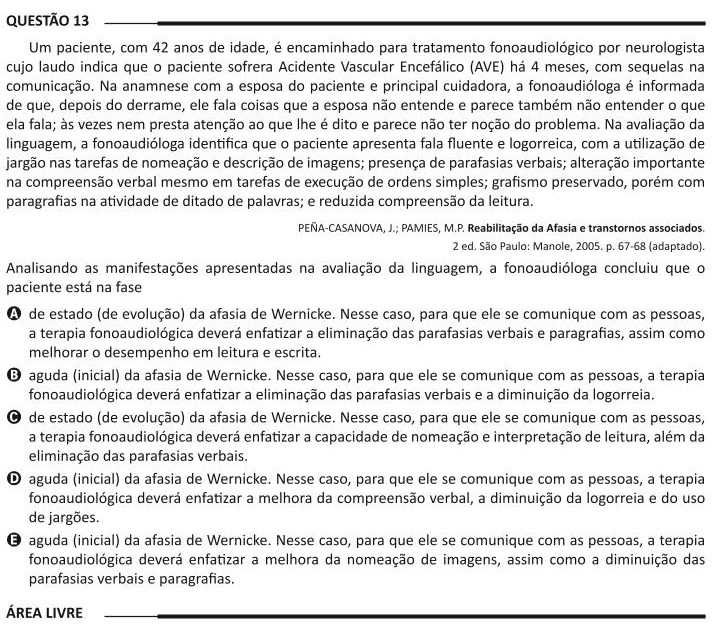 QUESTÃO 13
Um paciente, com 42 anos de idade, é encaminhado para tratamento fonoaudiológico por neurologista
cujo laudo indica que o paciente sofrera Acidente Vascular Encefálico (AVE) há 4 meses, com sequelas na
comunicação. Na anamnese com a esposa do paciente e principal cuidadora, a fonoaudióloga é informada
de que, depois do derrame, ele fala coisas que a esposa não entende e parece também não entender o que
ela fala; às vezes nem presta atenção ao que lhe é dito e parece não ter noção do problema. Na avaliação da
linguagem, a fonoaudióloga identifica que o paciente apresenta fala fluente e logorreica, com a utilização de
jargão nas tarefas de nomeação e descrição de imagens; presença de parafasias verbais; alteração importante
na compreensão verbal mesmo em tarefas de execução de ordens simples; grafismo preservado, porém com
paragrafias na atividade de ditado de palavras; e reduzida compreensão da leitura.
PEÑA-CASANOVA, J.; PAMIES, M.P. Reabilitação da Afasia e transtornos associados.
2 ed. São Paulo: Manole, 2005. p. 67-68 (adaptado).
Analisando as manifestações apresentadas na avaliação da linguagem, a fonoaudióloga concluiu que o
paciente está na fase
A de estado (de evolução) da afasia de Wernicke. Nesse caso, para que ele se comunique com as pessoas,
a terapia fonoaudiológica deverá enfatizar a eliminação das parafasias verbais e paragrafias, assim como
melhorar o desempenho em leitura e escrita.
B aguda (inicial) da afasia de Wernicke. Nesse caso, para que ele se comunique com as pessoas, a terapia
fonoaudiológica deverá enfatizar a eliminação das parafasias verbais e a diminuição da logorreia.
C de estado (de evolução) da afasia de Wernicke. Nesse caso, para que ele se comunique com as pessoas,
a terapia fonoaudiológica deverá enfatizar a capacidade de nomeação e interpretação de leitura, além da
eliminação das parafasias verbais.
D aguda (inicial) da afasia de Wernicke. Nesse caso, para que ele se comunique com as pessoas, a terapia
fonoaudiológica deverá enfatizar a melhora da compreensão verbal, a diminuição da logorreia e do uso
de jargões.
E aguda (inicial) da afasia de Wernicke. Nesse caso, para que ele se comunique com as pessoas, a terapia
fonoaudiológica deverá enfatizar a melhora da nomeação de imagens, assim como a diminuição das
parafasias verbais e paragrafias.
ÁREA LIVRE